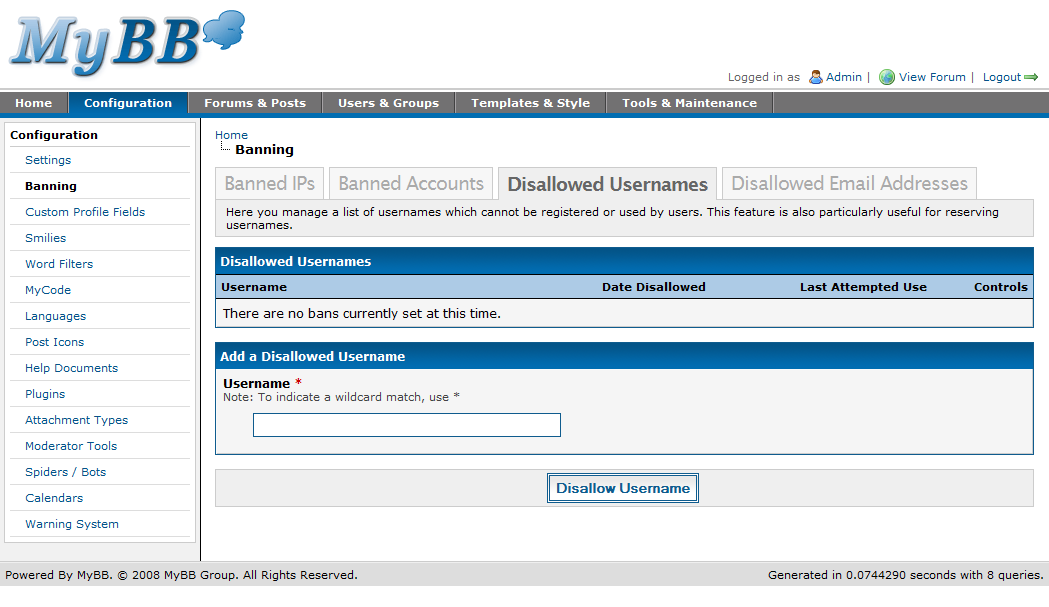 MyBB
Logged in as Admin | View Forum | Logout
Home Configuration Forums & Posts Users & Groups Templates & Style Tools & Maintenance
Configuration
Settings
Banning
Custom Profile Fields
Smilies
Word Filters
MyCode
Languages
Post Icons
Help Documents
Plugins
Attachment Types
Moderator Tools
Spiders / Bots
Calendars
Warning System
Home
Banning
Banned IPs Banned Accounts Disallowed Usernames Disallowed Email Addresses
Here you manage a list of usernames which cannot be registered or used by users. This feature is also particularly useful for reserving
usernames.
Disallowed Usernames
Username Date Disallowed Last Attempted Use Controls
There are no bans currently set at this time.
Add a Disallowed Username
Username *
Note: To indicate a wildcard match, use *
Disallow Username
Powered By MyBB. © 2008 MyBB Group. All Rights Reserved. Generated in 0.0744290 seconds with 8 queries.